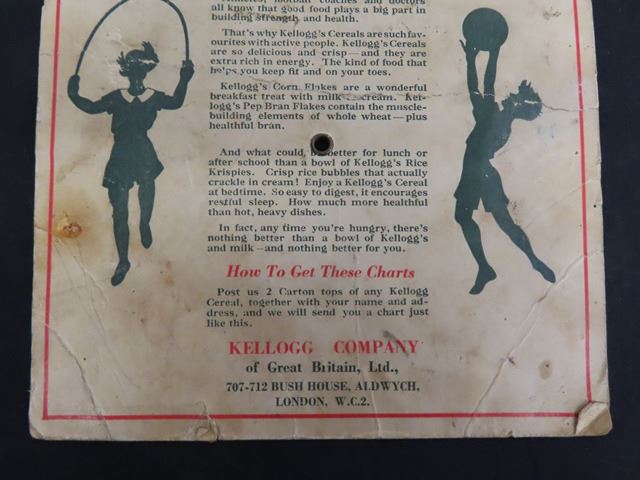 Athletes, football coaches and doctors
all know that good food plays a big part in
building strength and health.
That's why Kellogg's Cereals are such fav-
ourites with active people. Kellogg's Cereals
are so delicious and crisp—and they are
extra rich in energy. The kind of food that
helps you keep fit and on your toes.
Kellogg's Corn Flakes are a wonderful
breakfast treat with milk cream. Kel-
logg's Pep Bran Flakes contain the muscle-
building elements of whole wheat—plus
healthful bran.
And what could be better for lunch or
after school than a bowl of Kellogg's Rice
Krispies. Crisp rice bubbles that actually
crackle in cream! Enjoy a Kellogg's Cereal
at bedtime. So easy to digest, it encourages
restful sleep. How much more healthful
than hot, heavy dishes.
In fact, any time you're hungry, there's
nothing better than a bowl of Kellogg's
and milk—and nothing better for you.
How To Get These Charts
Post us 2 Carton tops of any Kellogg
Cereal, together with your name and ad-
dress, and we will send you a chart just
like this.
KELLOGG COMPANY
of Great Britain, Ltd.,
707-712 BUSH HOUSE, ALDWYCH,
LONDON, W.C.2.